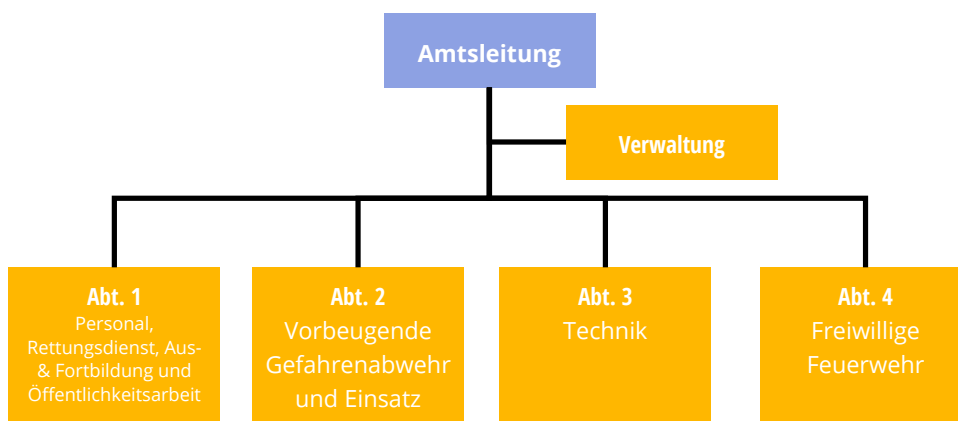 Amtsleitung
Verwaltung
Abt. 1
Personal,
Rettungsdienst, Aus-
& Fortbildung und
Öffentlichkeitsarbeit
Abt. 2
Vorbeugende
Gefahrenabwehr
und Einsatz
Abt. 3
Technik
Abt. 4
Freiwillige
Feuerwehr